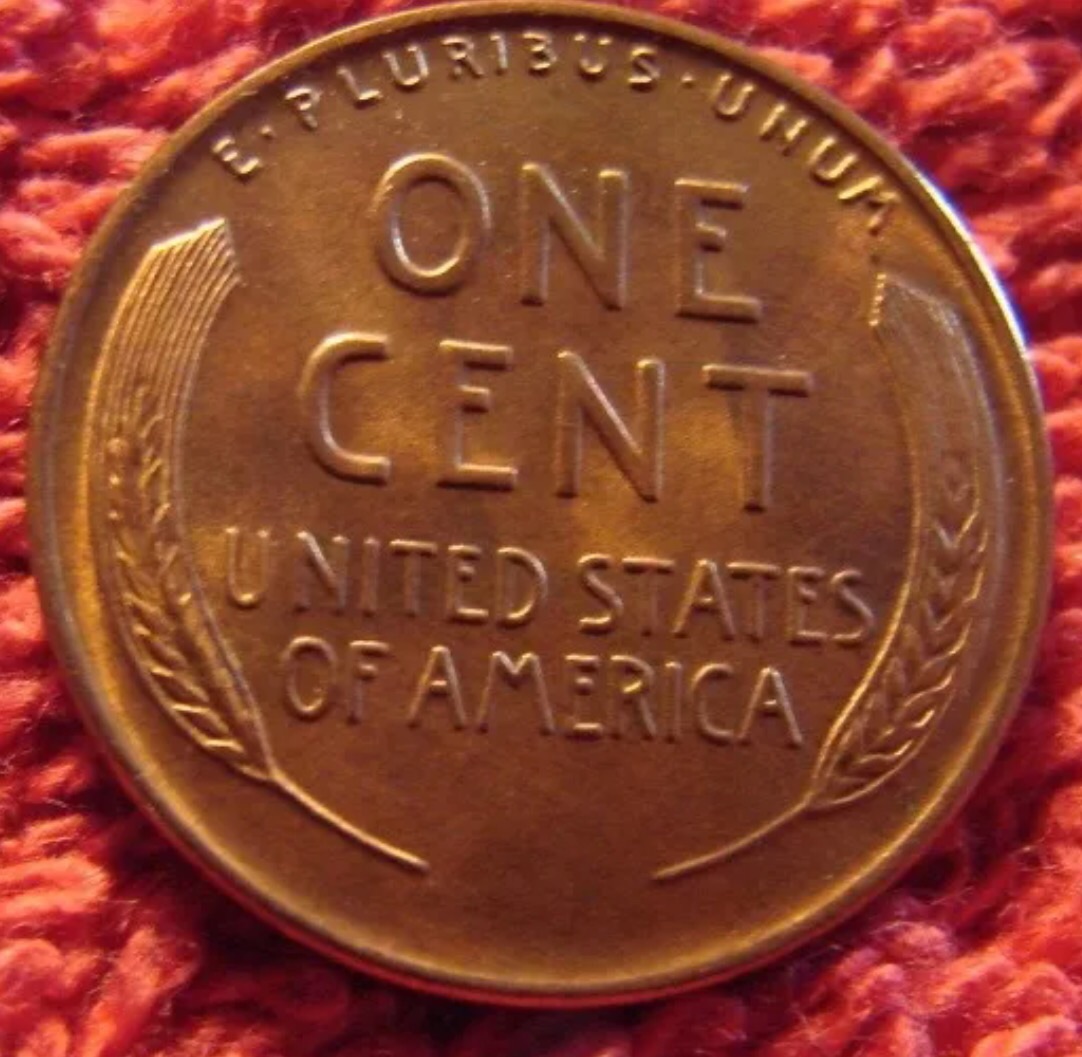 E·PLURIBUS·UNUM
ONE
CENT
UNITED STATES
OF AMERICA